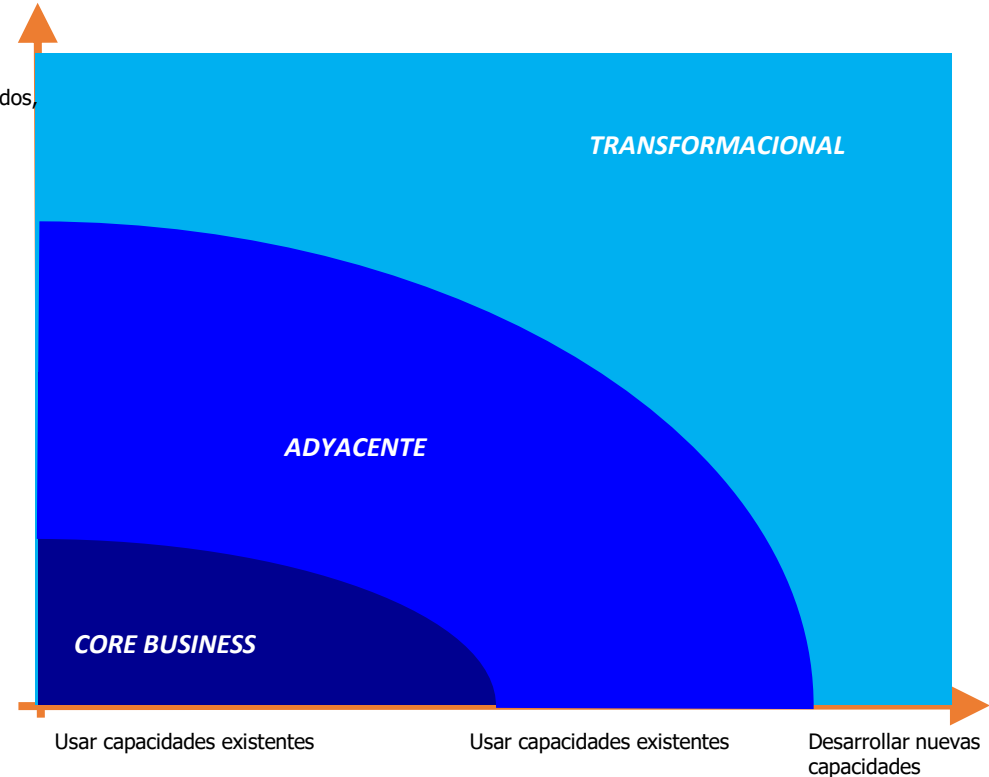 dos,
TRANSFORMACIONAL
ADYACENTE
CORE BUSINESS
Usar capacidades existentes
Usar capacidades existentes
Desarrollar nuevas
capacidades